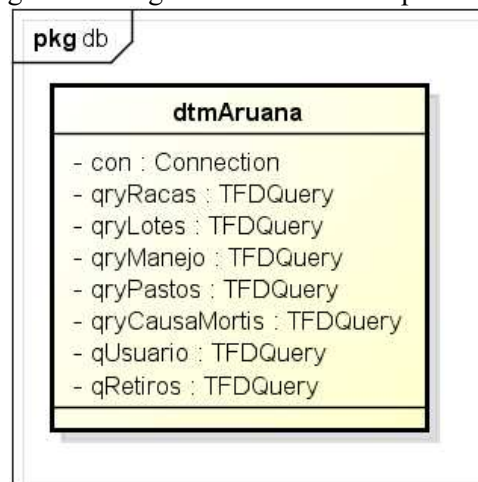 pkg db
dtmAruana
- con : Connection
- qryRacas : TFDQuery
- qryLotes : TFDQuery
- qryManejo : TFDQuery
- qryPastos : TFDQuery
- qryCausaMortis : TFDQuery
- qUsuario : TFDQuery
- qRetiros : TFDQuery